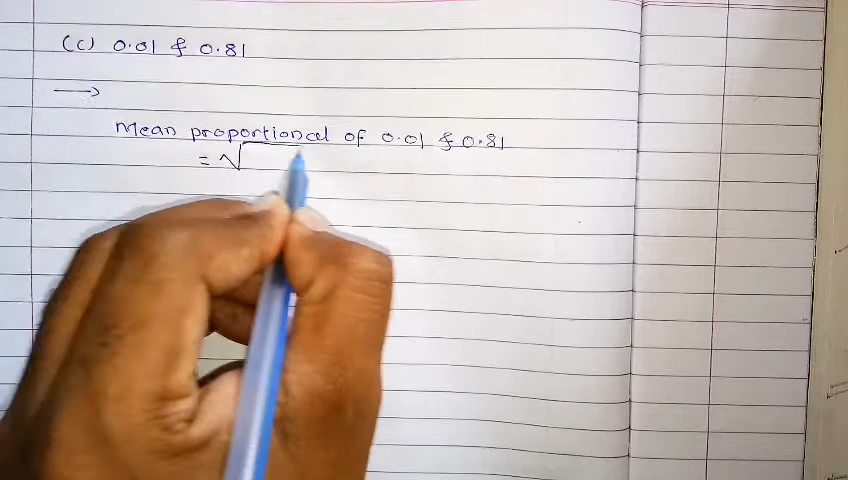 (c) 0.01 & 0.81
→
Mean proportional of 0.01 & 0.81
= √